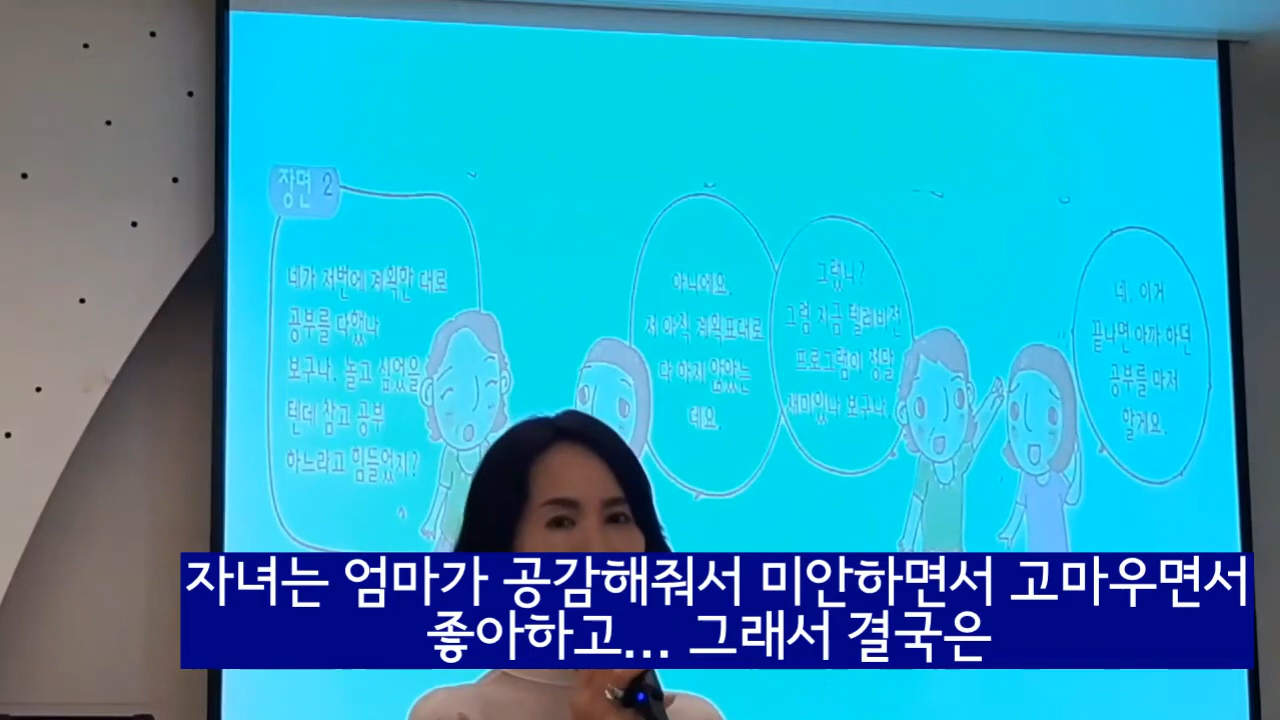 장면 2
네가 저번에 계획한 대로
공부를 다했나
보구나. 놀고 싶었을
텐데 참고 공부
하느라고 힘들었지?
아니에요.
저 아직 계획표대로
다 하지 않았는
데요.
그렇나?
그럼 지금 텔레비전
프로그램이 정말
재미있나 보구나.
네. 이거
끝나면 아까 하던
공부를 마저
할게요.
자녀는 엄마가 공감해줘서 미안하면서 고마우면서
좋아하고... 그래서 결국은